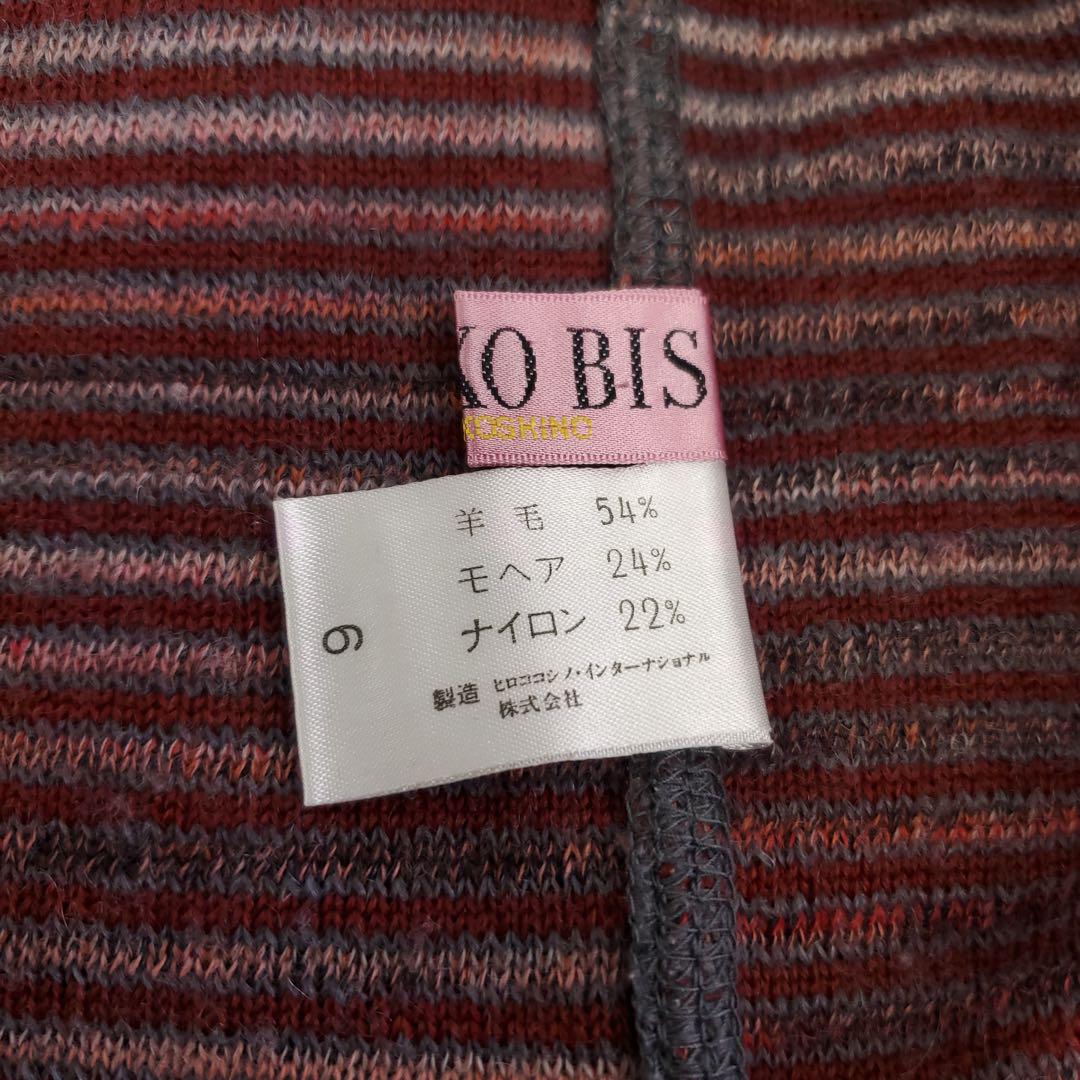 KO BIS
KOSHINO
羊毛 54%
モヘア 24%
ナイロン 22%
9
製造 ヒロココシノ・インターナショナル
株式会社